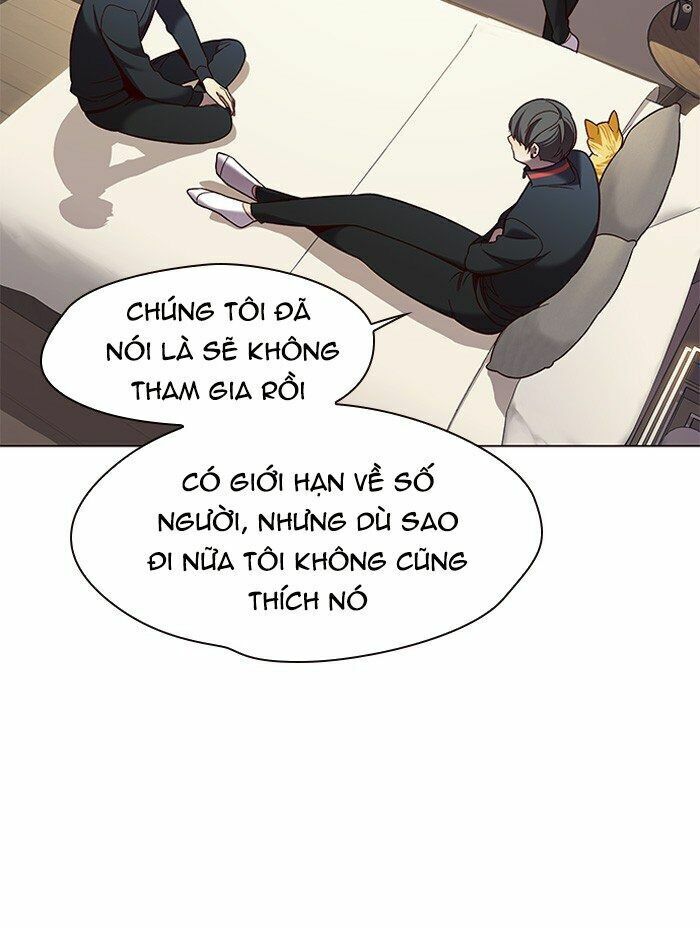 CHÚNG TÔI ĐÃ
NÓI LÀ SẼ KHÔNG
THAM GIA RỒI
CÓ GIỚI HẠN VỀ SỐ
NGƯỜI, NHƯNG DÙ SAO
ĐI NỮA TÔI KHÔNG CŨNG
THÍCH NÓ